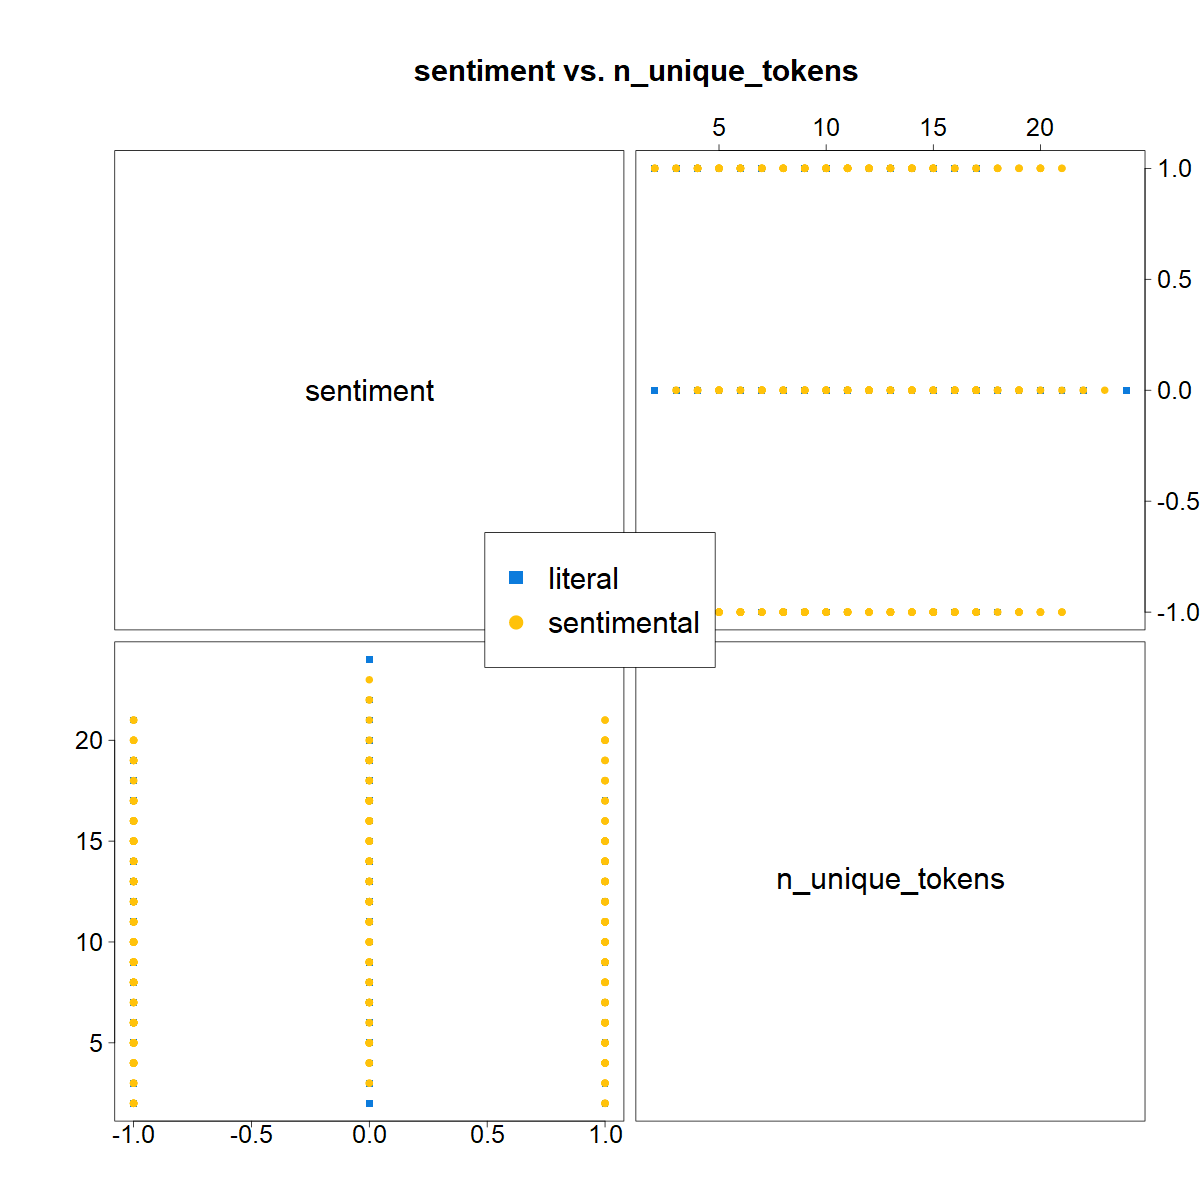 sentiment vs. n_unique_tokens
5 10 15 20
1.0
0.5
0.0
-0.5
-1.0
sentiment
literal
sentimental
20
15
10
5
n_unique_tokens
-1.0 -0.5 0.0 0.5 1.0